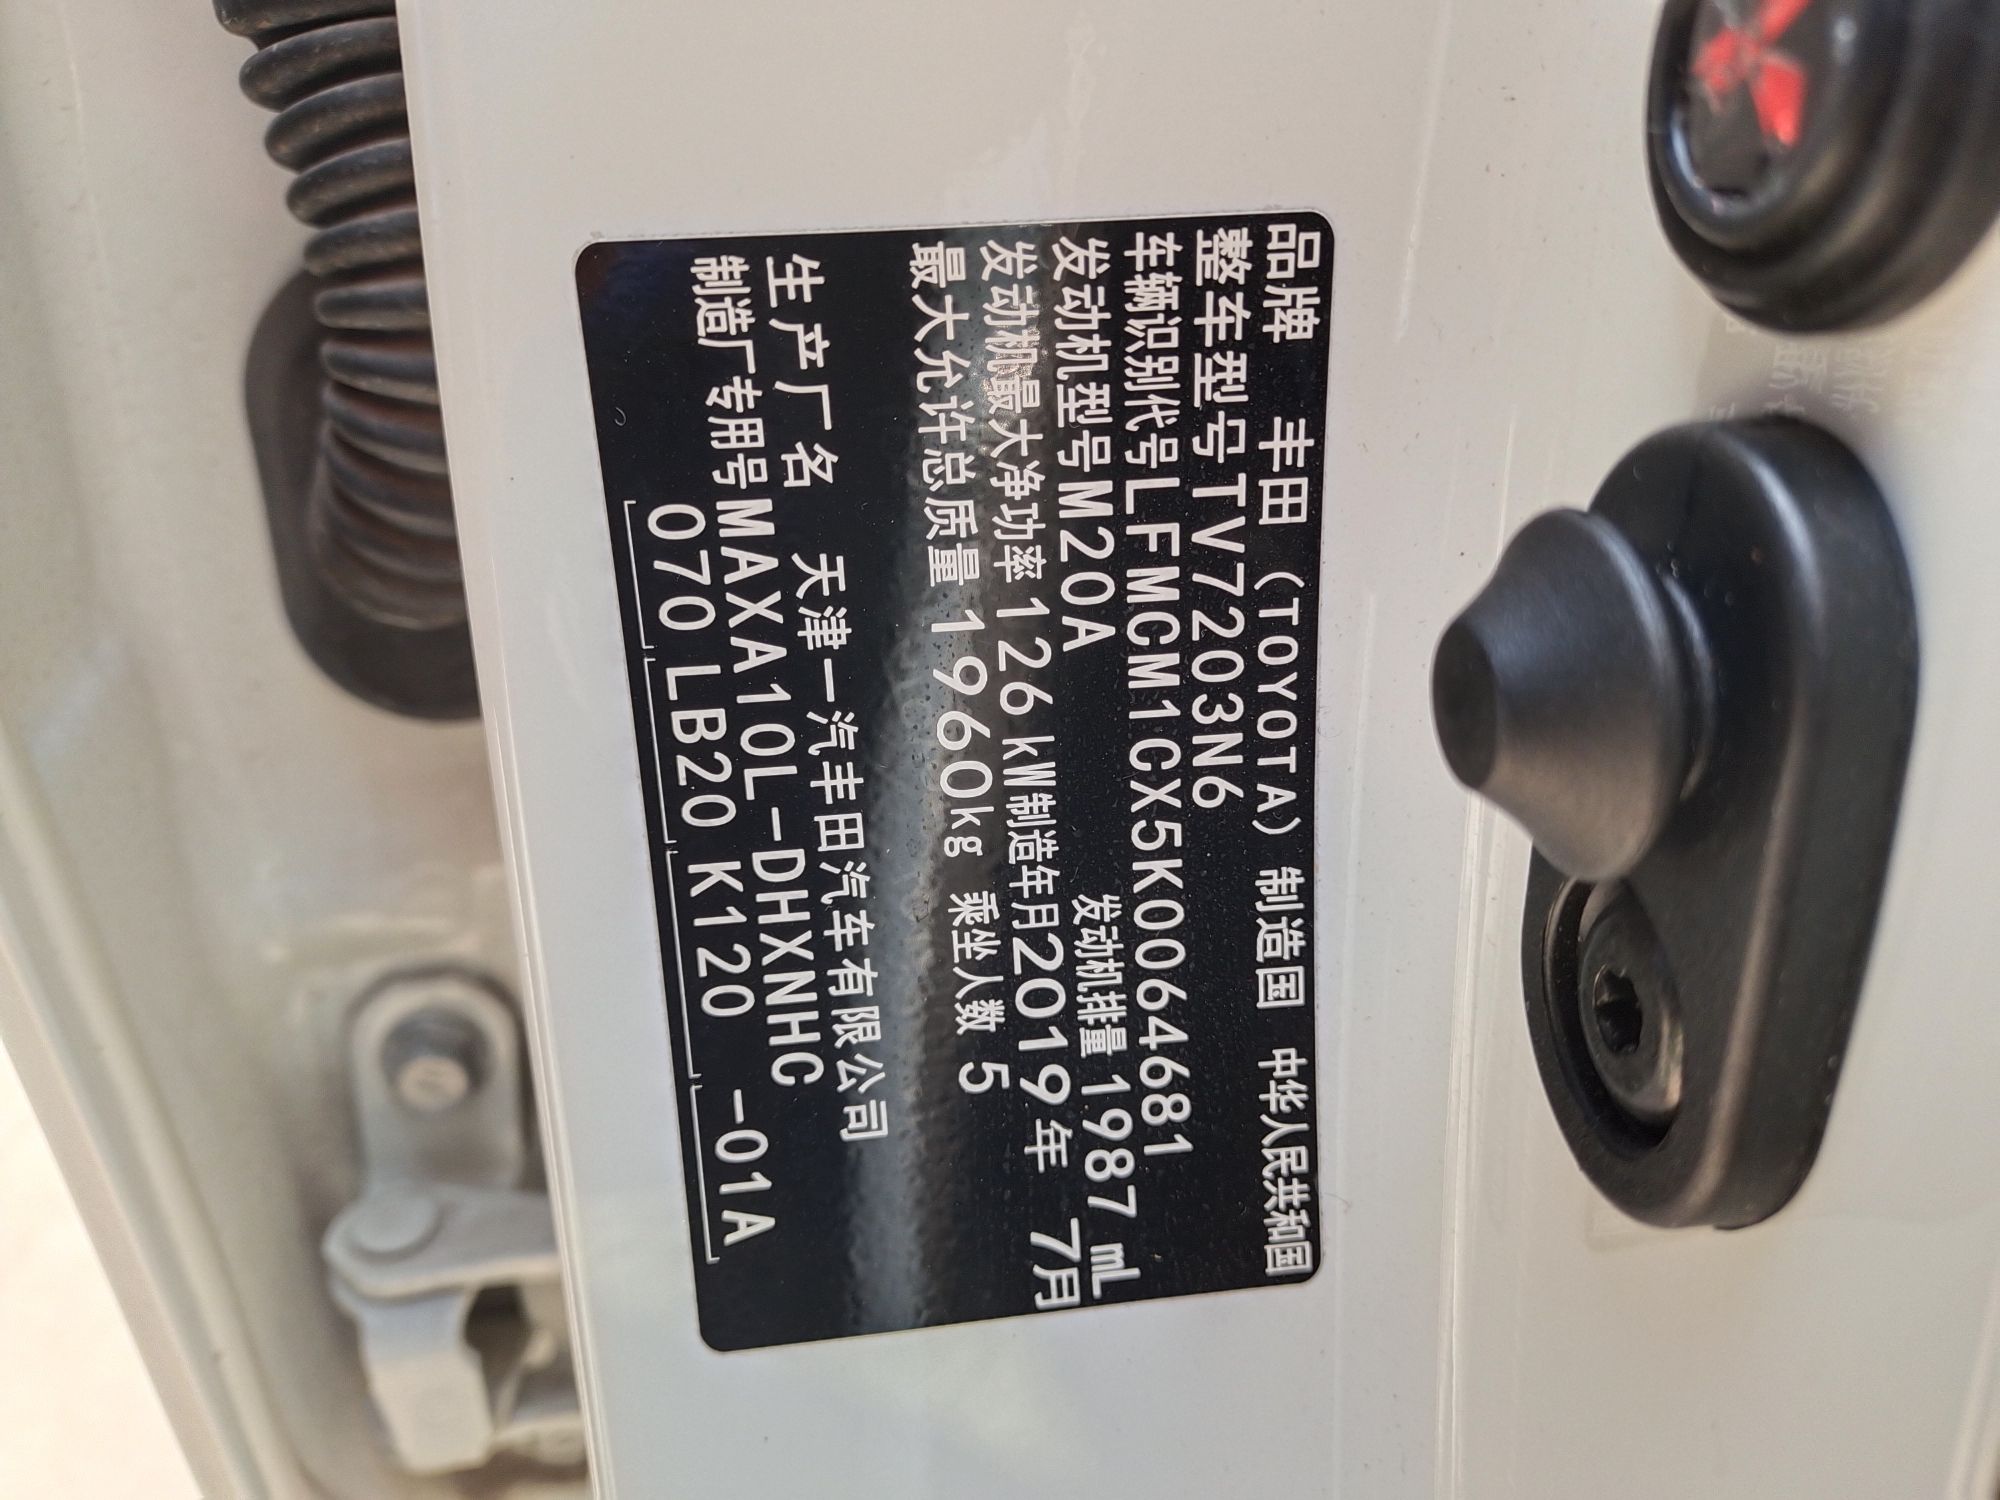 品牌 丰田 (TOYOTA) 制造国 中华人民共和国
整车型号 TV7203N6
车辆识别代号 LFMCM1CX5K0064681
发动机型号 M20A 发动机排量 1987 mL
发动机最大净功率 126 kW 制造年月 2019年 7月
最大允许总质量 1960kg 乘坐人数 5
生产厂名 天津一汽丰田汽车有限公司
制造厂专用号 MAXA10L-DHXNHC
070 LB20 K120 -01A